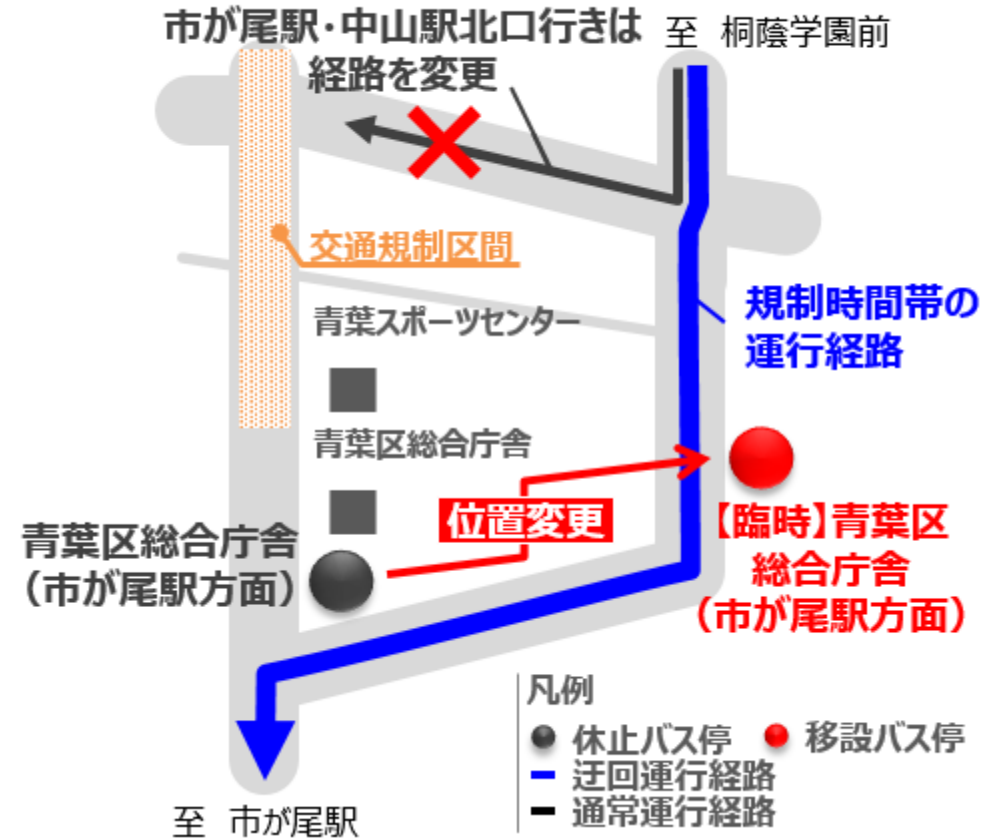 市が尾駅・中山駅北口行きは
経路を変更
至 桐蔭学園前
交通規制区間
規制時間帯の
運行経路
青葉スポーツセンター
青葉区総合庁舎
位置変更
青葉区総合庁舎
（市が尾駅方面）
【臨時】青葉区
総合庁舎
（市が尾駅方面）
凡例
休止バス停
移設バス停
迂回運行経路
通常運行経路
至 市が尾駅